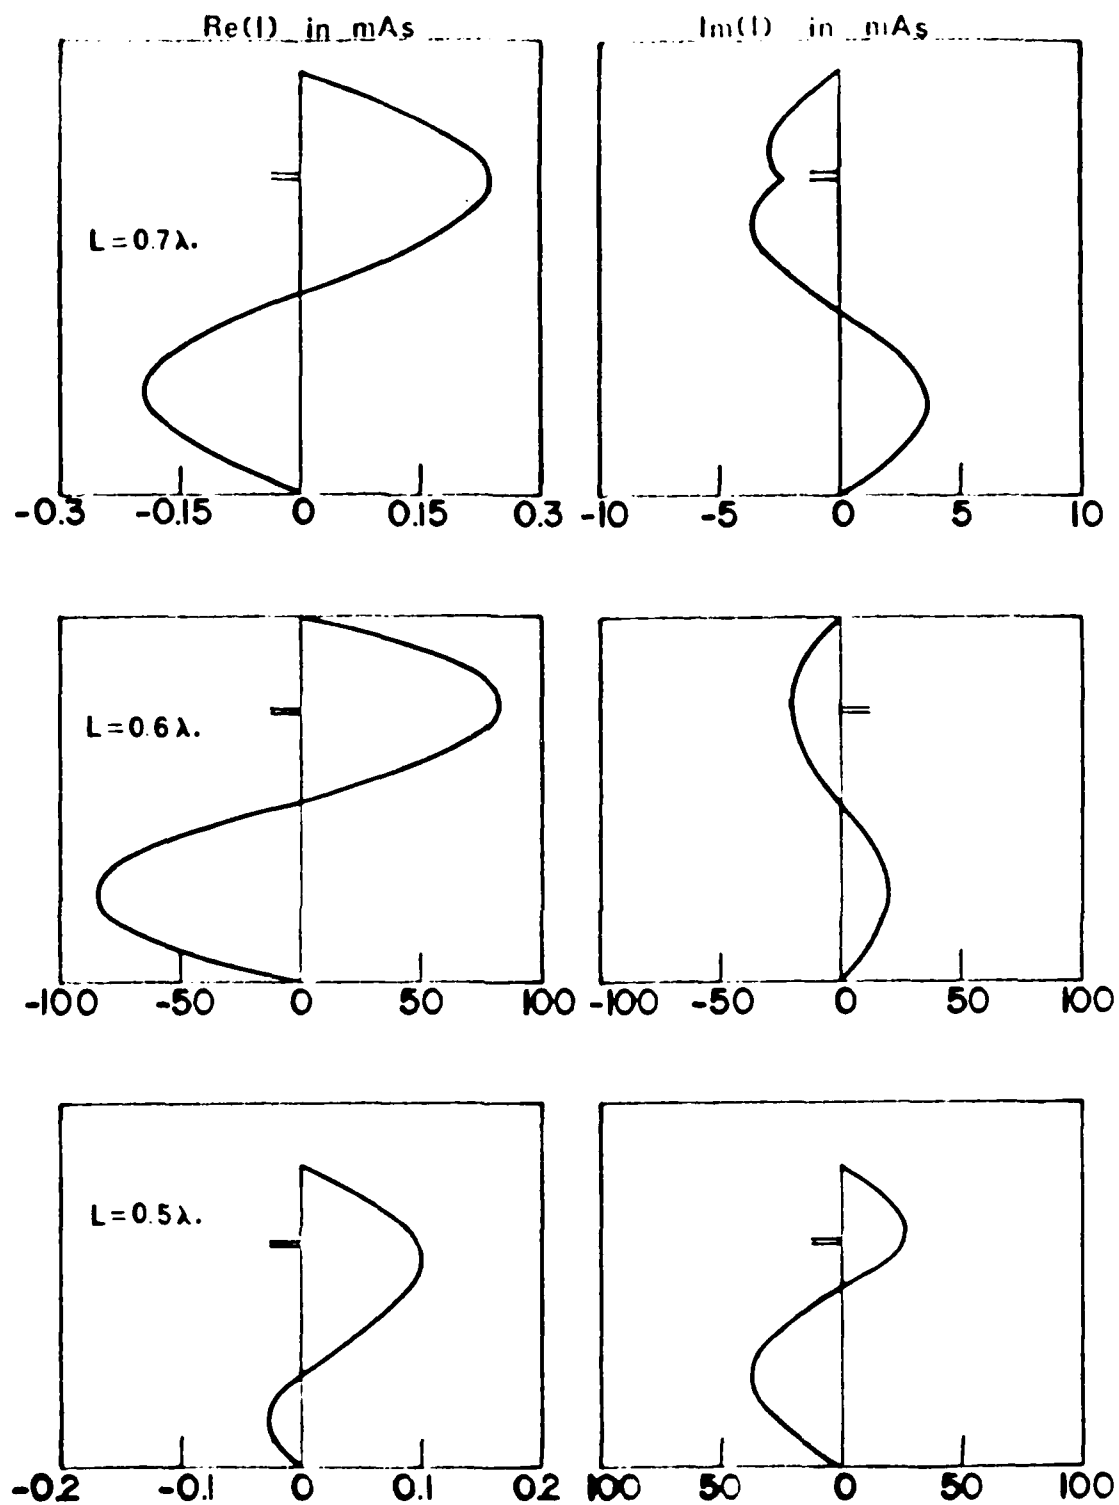 Re(I) in mAs
Im(I) in mAs
L=0.7λ.
-0.3 -0.15 0 0.15 0.3
-10 -5 0 5 10
L=0.6λ.
-100 -50 0 50 100
-100 -50 0 50 100
L=0.5λ.
-0.2 -0.1 0 0.1 0.2
100 50 0 50 100